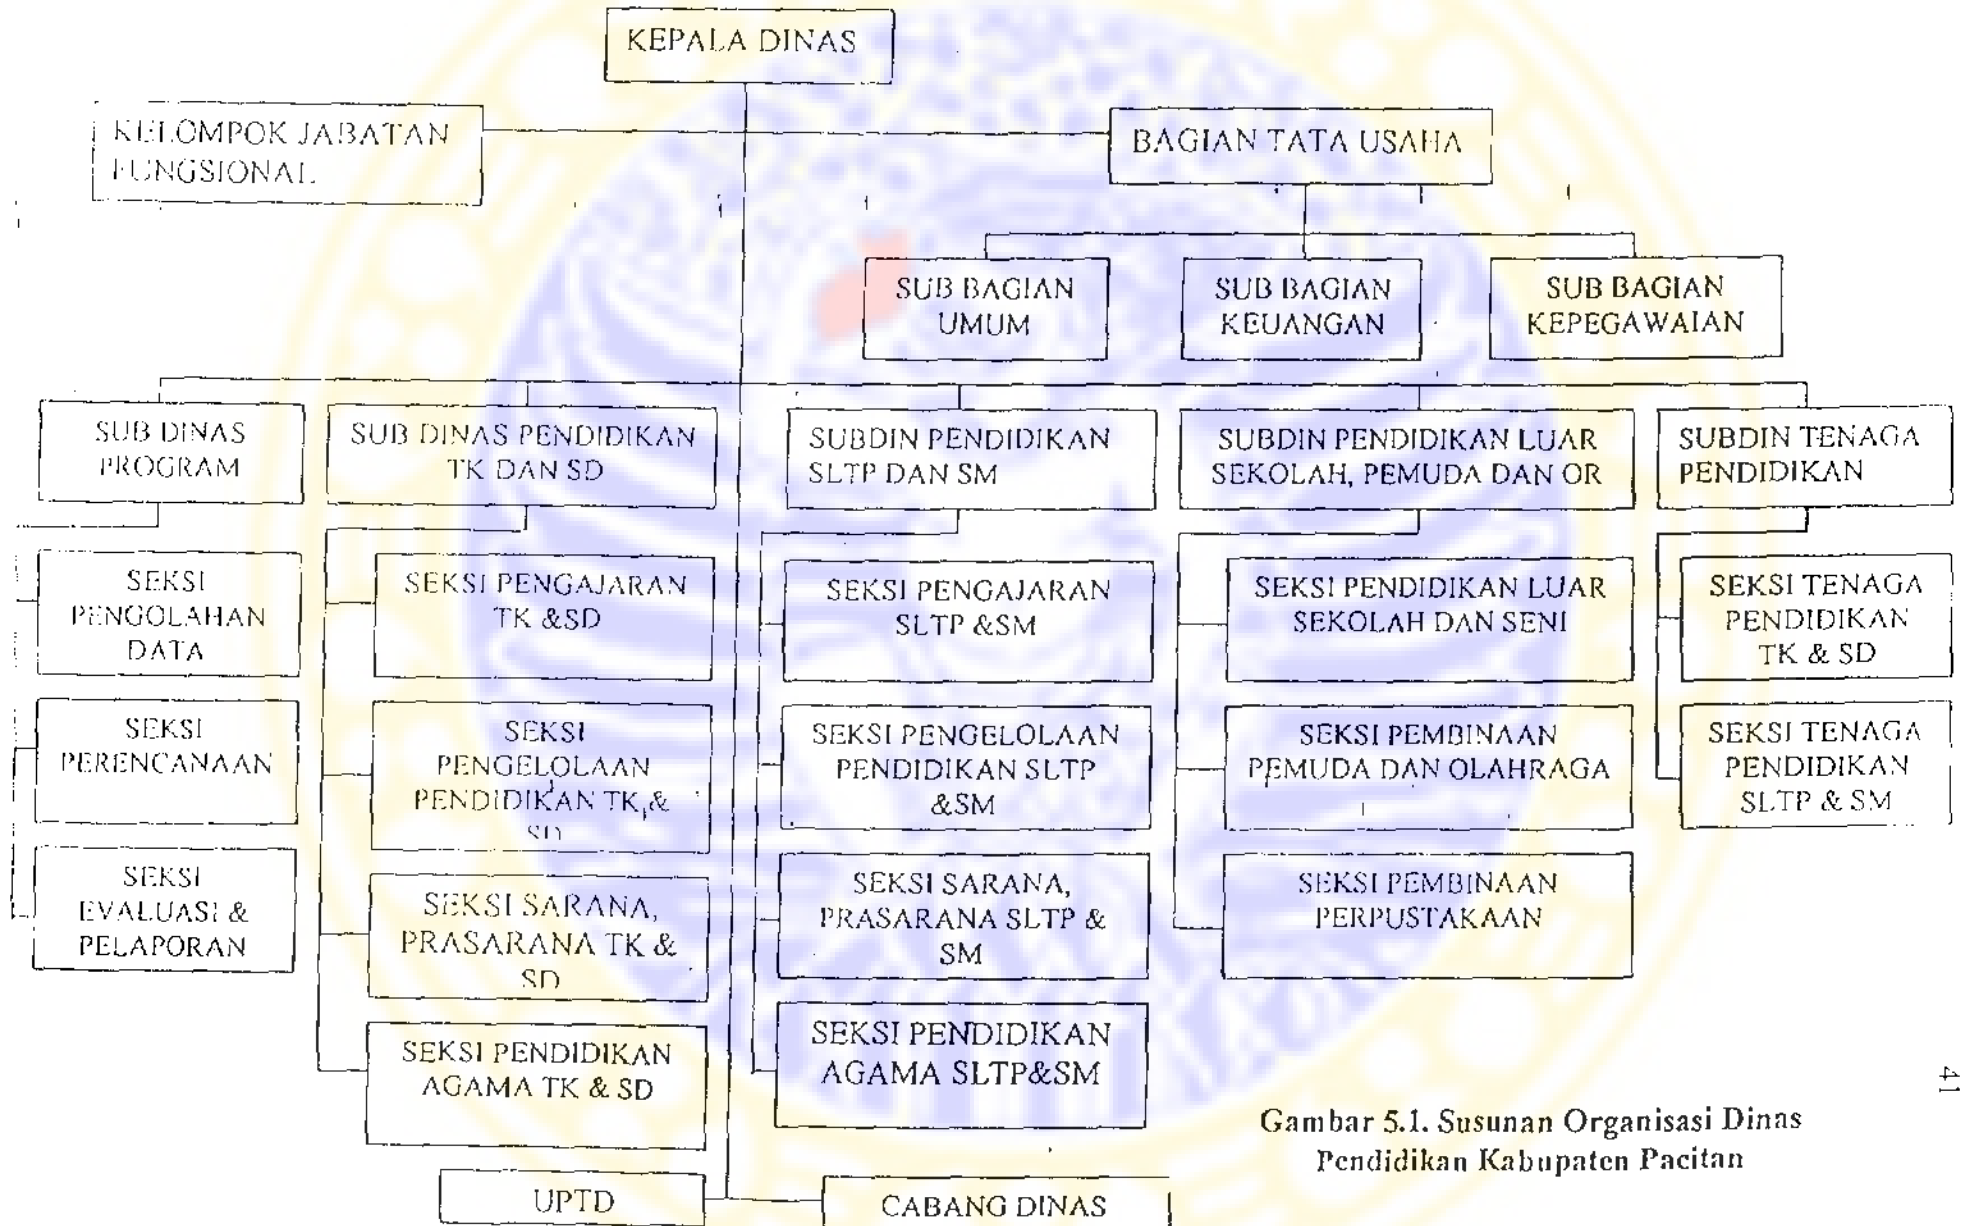 KEPALA DINAS
KELOMPOK JABATAN
FUNGSIONAL
BAGIAN TATA USAHA
SUB BAGIAN
UMUM
SUB BAGIAN
KEUANGAN
SUB BAGIAN
KEPEGAWAIAN
SUB DINAS
PROGRAM
SUB DINAS PENDIDIKAN
TK DAN SD
SUBDIN PENDIDIKAN
SLTP DAN SM
SUBDIN PENDIDIKAN LUAR
SEKOLAH, PEMUDA DAN OR
SUBDIN TENAGA
PENDIDIKAN
SEKSI
PENGOLAHAN
DATA
SEKSI PENGAJARAN
TK &SD
SEKSI PENGAJARAN
SLTP &SM
SEKSI PENDIDIKAN LUAR
SEKOLAH DAN SENI
SEKSI TENAGA
PENDIDIKAN
TK & SD
SEKSI
PERENCANAAN
SEKSI
PENGELOLAAN
PENDIDIKAN TK, &
SD
SEKSI PENGELOLAAN
PENDIDIKAN SLTP
&SM
SEKSI PEMBINAAN
PEMUDA DAN OLAHRAGA
SEKSI TENAGA
PENDIDIKAN
SLTP & SM
SEKSI
EVALUASI &
PELAPORAN
SEKSI SARANA,
PRASARANA TK &
SD
SEKSI SARANA,
PRASARANA SLTP &
SM
SEKSI PEMBINAAN
PERPUSTAKAAN
SEKSI PENDIDIKAN
AGAMA TK & SD
SEKSI PENDIDIKAN
AGAMA SLTP&SM
UPTD
CABANG DINAS
Gambar 5.1. Susunan Organisasi Dinas
Pendidikan Kabupaten Pacitan
41